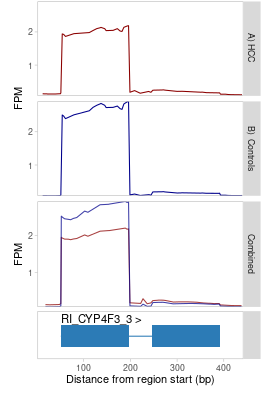 2
1
A) HCC
FPM
2
1
B) Controls
2
1
Combined
FPM
RI_CYP4F3_3 >
100 200 300 400
Distance from region start (bp)